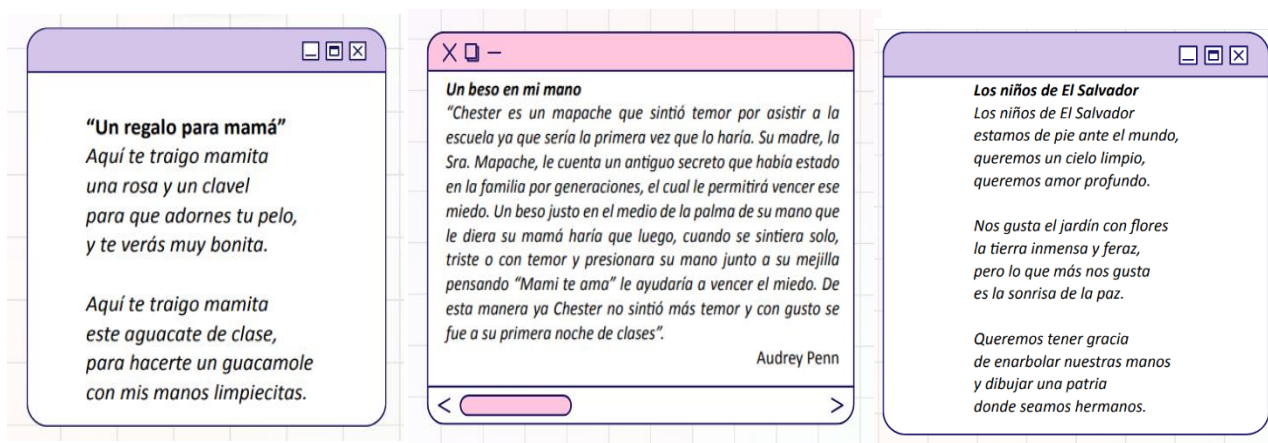 “Un regalo para mamá”
Aquí te traigo mamita
una rosa y un clavel
para que adornes tu pelo,
y te verás muy bonita.
Aquí te traigo mamita
este aguacate de clase,
para hacerte un guacamole
con mis manos limpiecitas.
Un beso en mi mano
“Chester es un mapache que sintió temor por asistir a la
escuela ya que sería la primera vez que lo haría. Su madre, la
Sra. Mapache, le cuenta un antiguo secreto que había estado
en la familia por generaciones, el cual le permitirá vencer ese
miedo. Un beso justo en el medio de la palma de su mano que
le diera su mamá haría que luego, cuando se sintiera solo,
triste o con temor y presionara su mano junto a su mejilla
pensando “Mami te ama” le ayudaría a vencer el miedo. De
esta manera ya Chester no sintió más temor y con gusto se
fue a su primera noche de clases”.
Audrey Penn
Los niños de El Salvador
Los niños de El Salvador
estamos de pie ante el mundo,
queremos un cielo limpio,
queremos amor profundo.
Nos gusta el jardín con flores
la tierra inmensa y feraz,
pero lo que más nos gusta
es la sonrisa de la paz.
Queremos tener gracia
de enarbolar nuestras manos
y dibujar una patria
donde seamos hermanos.